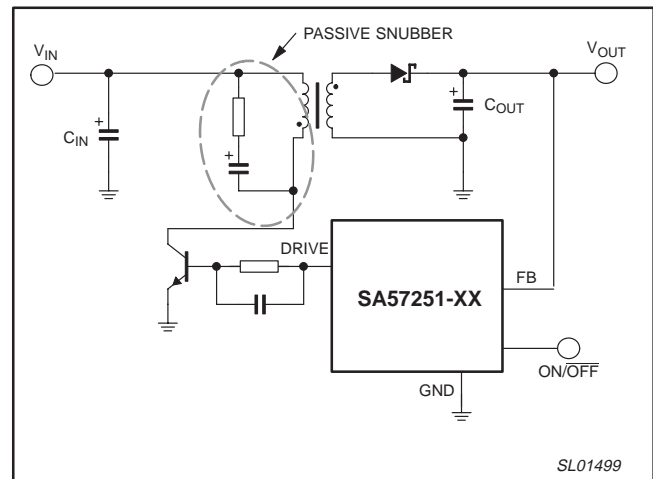 PASSIVE SNUBBER
VIN
VOUT
+
CIN
+
+
COUT
DRIVE
SA57251-XX
FB
ON/OFF
GND
SL01499